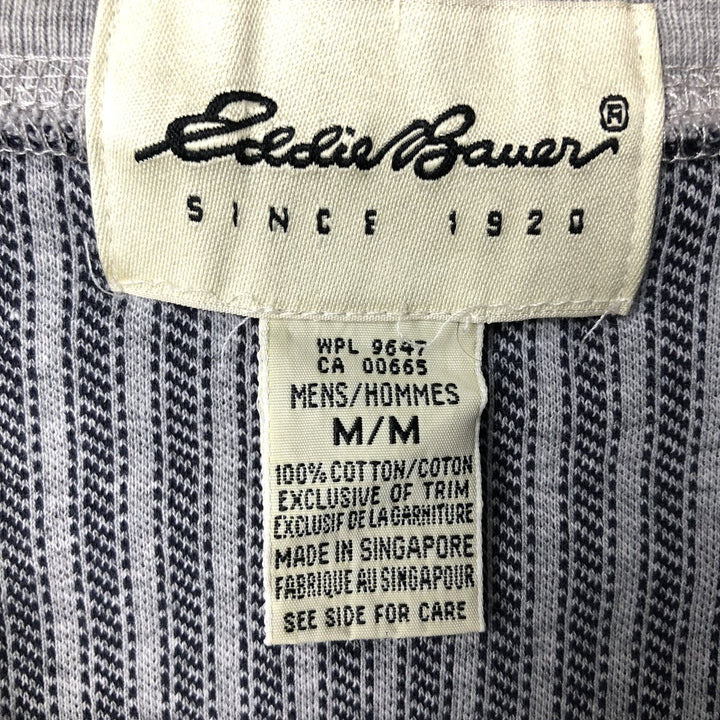 Eddie Bauer®
SINCE 1920
WPL 9647
CA 00665
MENS/HOMMES
M/M
100% COTTON/COTON
EXCLUSIVE OF TRIM
EXCLUSIF DE LA GARNITURE
MADE IN SINGAPORE
FABRIQUE AU SINGAPOUR
SEE SIDE FOR CARE